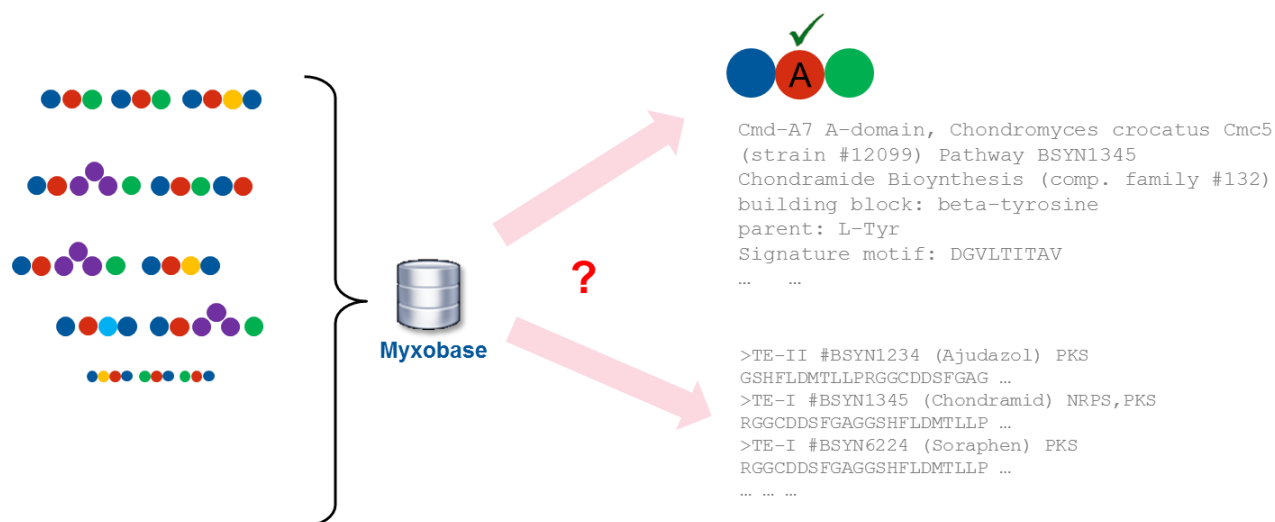 A
Cmd-A7 A-domain, Chondromyces crocatus Cmc5
(strain #12099) Pathway BSYN1345
Chondramide Bioynthesis (comp. family #132)
building block: beta-tyrosine
parent: L-Tyr
Signature motif: DGVLTITAV
… …
?
Myxobase
>TE-II #BSYN1234 (Ajudazol) PKS
GSHFLDMTLLPRGGCDDSFGAG …
>TE-I #BSYN1345 (Chondramid) NRPS,PKS
RGGCDDSFGAGGSHFLDMTLLP …
>TE-I #BSYN6224 (Soraphen) PKS
RGGCDDSFGAGGSHFLDMTLLP …
… … …